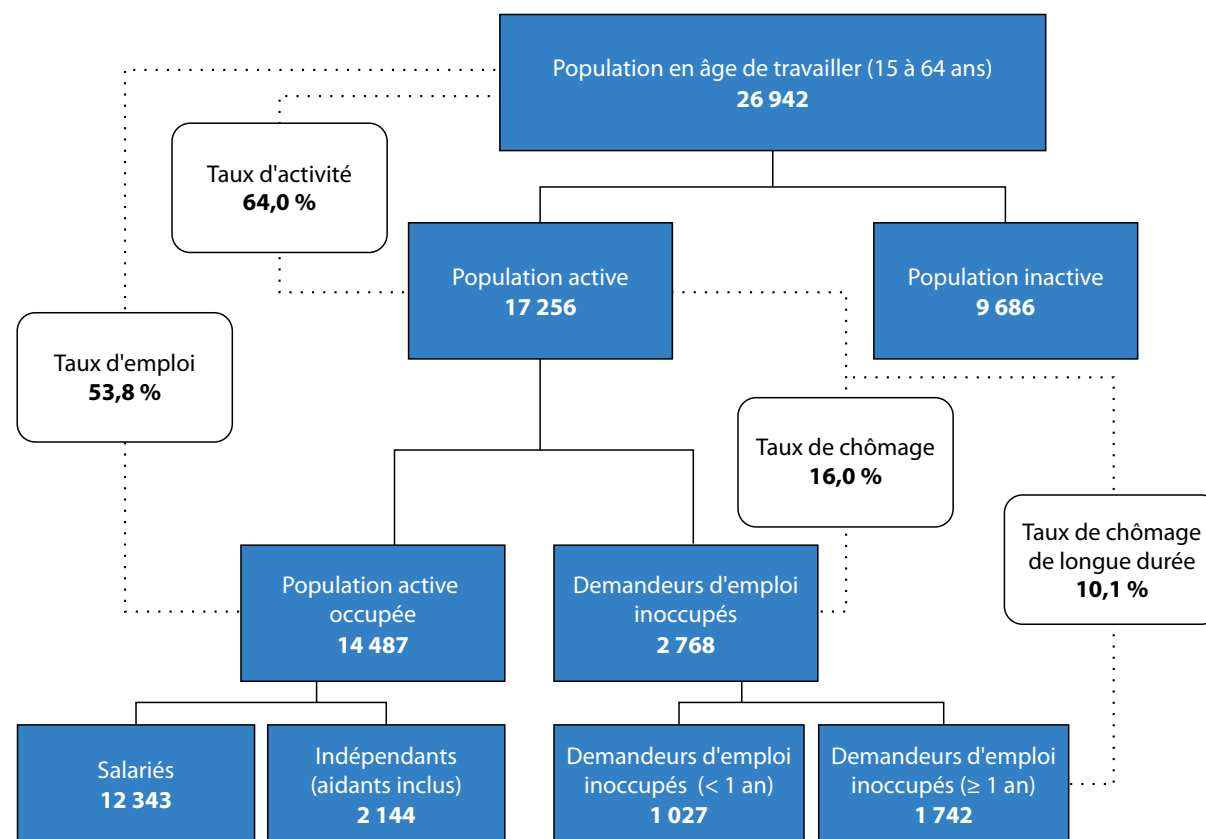 Population en âge de travailler (15 à 64 ans)
26 942
Taux d'activité
64,0 %
Population active
17 256
Population inactive
9 686
Taux d'emploi
53,8 %
Taux de chômage
16,0 %
Taux de chômage
de longue durée
10,1 %
Population active
occupée
14 487
Demandeurs d'emploi
inoccupés
2 768
Salariés
12 343
Indépendants
(aidants inclus)
2 144
Demandeurs d'emploi
inoccupés (< 1 an)
1 027
Demandeurs d'emploi
inoccupés (≥ 1 an)
1 742